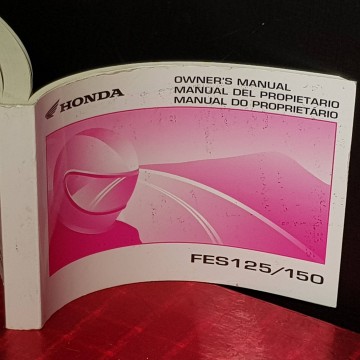 HONDA
OWNER'S MANUAL
MANUAL DEL PROPIETARIO
MANUAL DO PROPRIETÁRIO
FES125/150